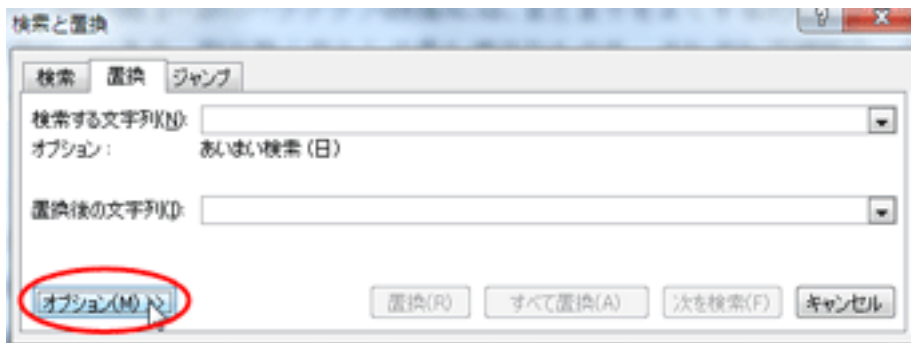 検索と置換
検索 置換 ジャンプ
検索する文字列(N):
オプション: あいまい検索(日)
置換後の文字列(I):
オプション(M) >> 置換(R) すべて置換(A) 次を検索(F) キャンセル